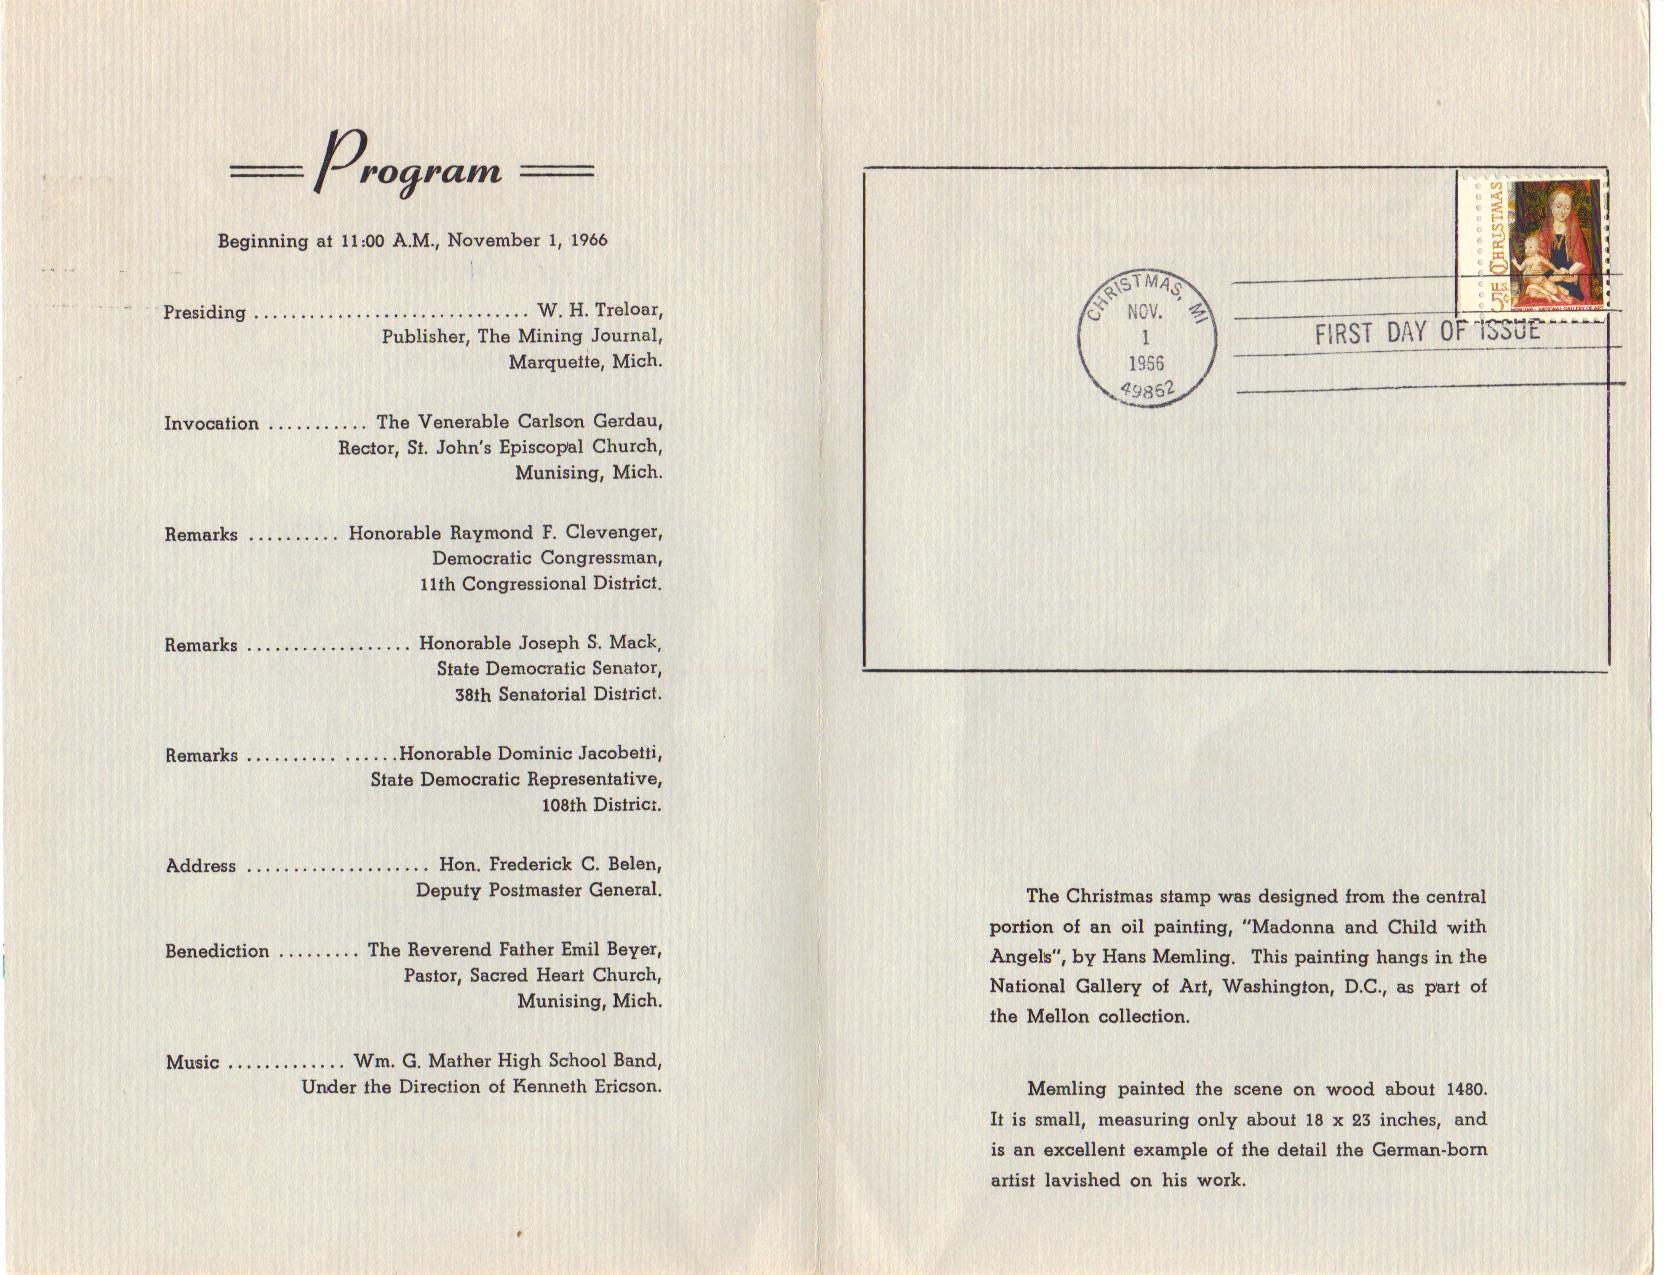 Program
Beginning at 11:00 A.M., November 1, 1966
Presiding .............................. W. H. Treloar,
Publisher, The Mining Journal,
Marquette, Mich.
Invocation ........... The Venerable Carlson Gerdau,
Rector, St. John's Episcopal Church,
Munising, Mich.
Remarks .......... Honorable Raymond F. Clevenger,
Democratic Congressman,
11th Congressional District.
Remarks .................. Honorable Joseph S. Mack,
State Democratic Senator,
38th Senatorial District.
Remarks .......... ......Honorable Dominic Jacobetti,
State Democratic Representative,
108th District.
Address .................... Hon. Frederick C. Belen,
Deputy Postmaster General.
Benediction ......... The Reverend Father Emil Beyer,
Pastor, Sacred Heart Church,
Munising, Mich.
Music ............. Wm. G. Mather High School Band,
Under the Direction of Kenneth Ericson.
CHRISTMAS
U.S. 5¢
CHRISTMAS, MI
NOV.
1
1966
49862
FIRST DAY OF ISSUE
The Christmas stamp was designed from the central
portion of an oil painting, "Madonna and Child with
Angels", by Hans Memling. This painting hangs in the
National Gallery of Art, Washington, D.C., as part of
the Mellon collection.
Memling painted the scene on wood about 1480.
It is small, measuring only about 18 x 23 inches, and
is an excellent example of the detail the German-born
artist lavished on his work.